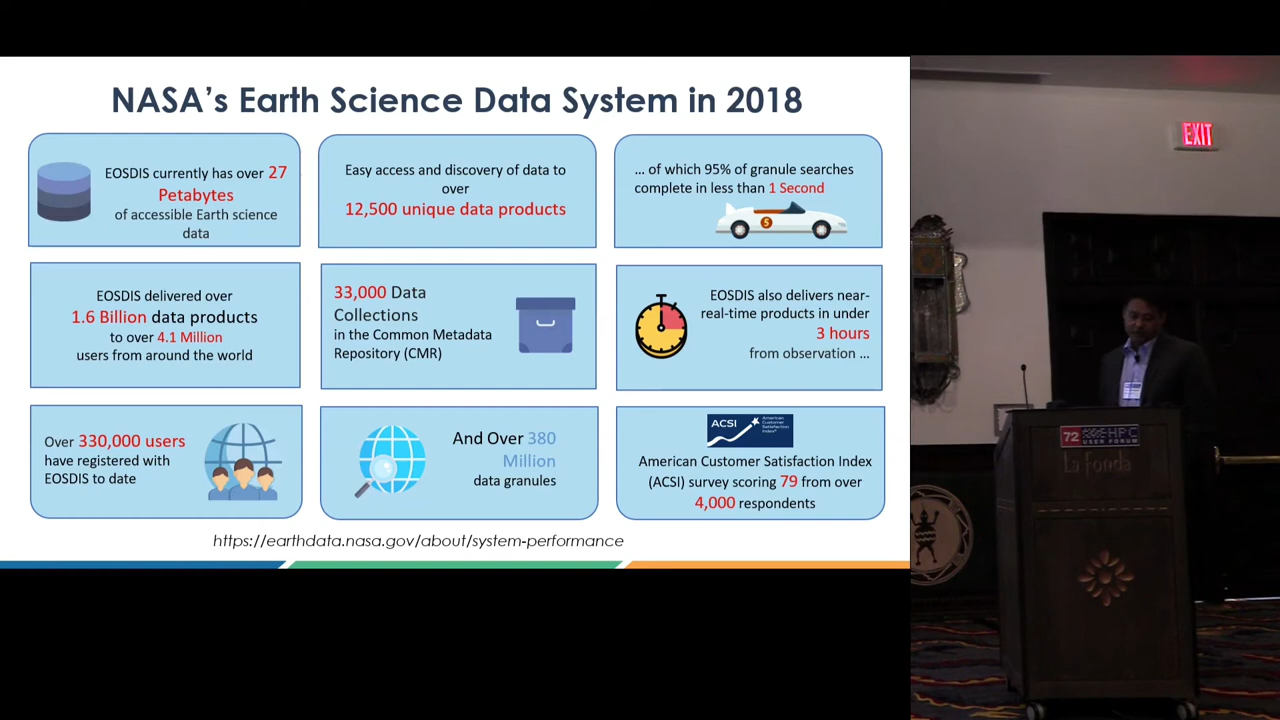 NASA's Earth Science Data System in 2018
EOSDIS currently has over 27
Petabytes
of accessible Earth science
data
Easy access and discovery of data to
over
12,500 unique data products
... of which 95% of granule searches
complete in less than 1 Second
5
EOSDIS delivered over
1.6 Billion data products
to over 4.1 Million
users from around the world
33,000 Data
Collections
in the Common Metadata
Repository (CMR)
EOSDIS also delivers near-
real-time products in under
3 hours
from observation ...
Over 330,000 users
have registered with
EOSDIS to date
And Over 380
Million
data granules
ACSI
American
Customer
Satisfaction
Index
American Customer Satisfaction Index
(ACSI) survey scoring 79 from over
4,000 respondents
https://earthdata.nasa.gov/about/system-performance
EXIT
72 HPC
USER FORUM
La Fonda